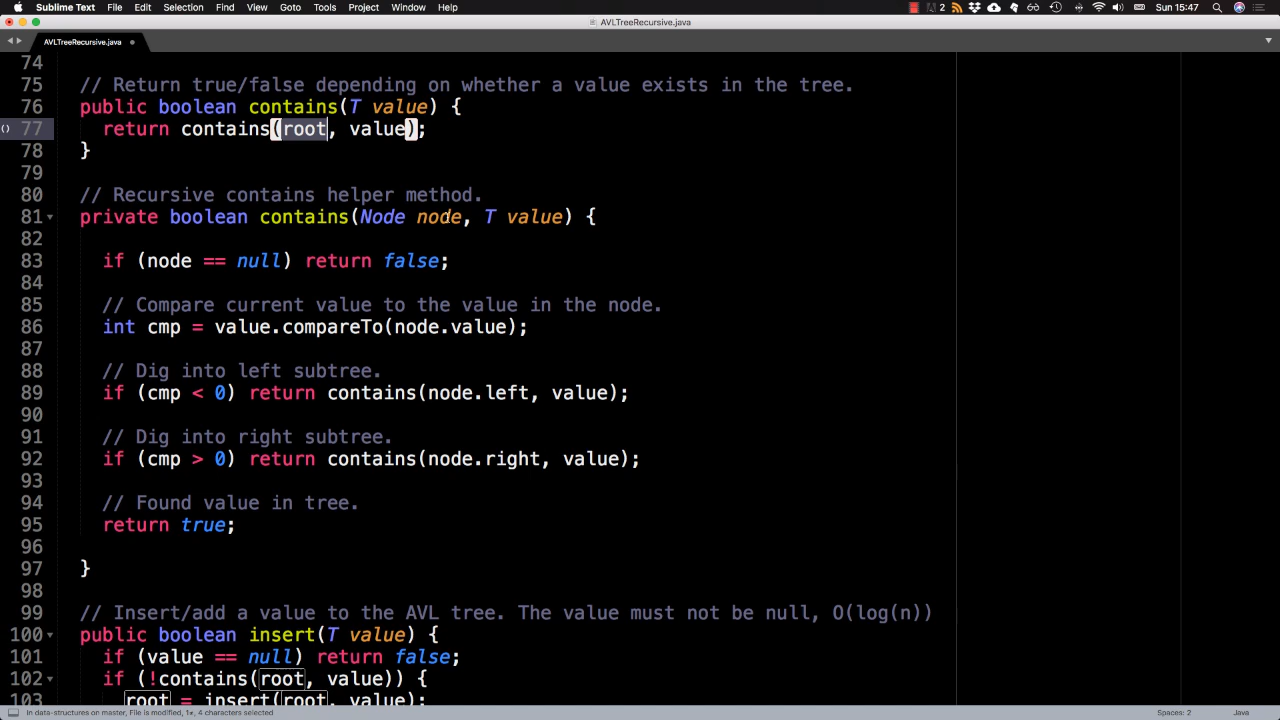 Sublime Text File Edit Selection Find View Goto Tools Project Window Help 2 Sun 15:47
AVLTreeRecursive.java
AVLTreeRecursive.java
74
75 // Return true/false depending on whether a value exists in the tree.
76 public boolean contains(T value) {
() 77 return contains(root, value);
78 }
79
80 // Recursive contains helper method.
81 private boolean contains(Node node, T value) {
82
83 if (node == null) return false;
84
85 // Compare current value to the value in the node.
86 int cmp = value.compareTo(node.value);
87
88 // Dig into left subtree.
89 if (cmp < 0) return contains(node.left, value);
90
91 // Dig into right subtree.
92 if (cmp > 0) return contains(node.right, value);
93
94 // Found value in tree.
95 return true;
96
97 }
98
99 // Insert/add a value to the AVL tree. The value must not be null, O(log(n))
100 public boolean insert(T value) {
101 if (value == null) return false;
102 if (!contains(root, value)) {
103 root = insert(root, value);
In data-structures on master, File is modified, 1≠, 4 characters selected Spaces: 2 Java